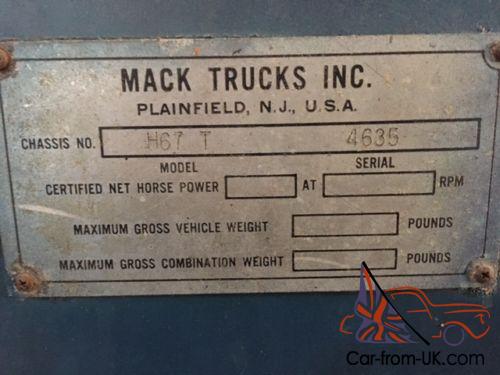 MACK TRUCKS INC.
PLAINFIELD, N.J., U.S.A.
CHASSIS NO. H67 T 4635
MODEL SERIAL
CERTIFIED NET HORSE POWER AT RPM
MAXIMUM GROSS VEHICLE WEIGHT POUNDS
MAXIMUM GROSS COMBINATION WEIGHT POUNDS
Car-from-UK.com